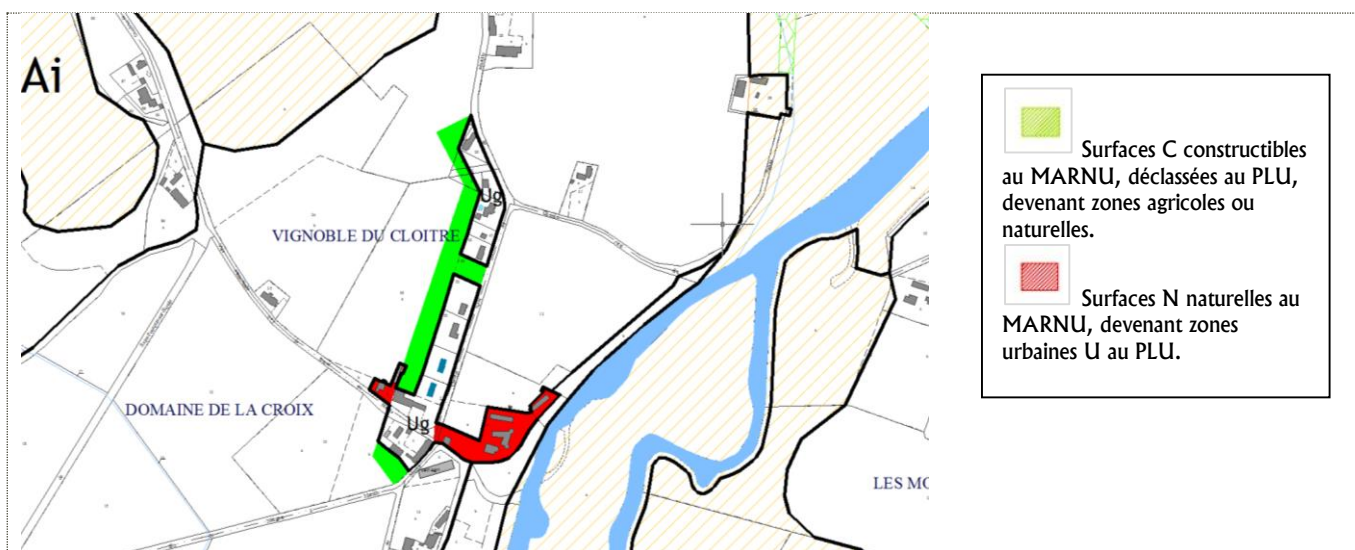 Ai
Ug
VIGNOBLE DU CLOITRE
DOMAINE DE LA CROIX
Ug
LES MO
Surfaces C constructibles
au MARNU, déclassées au PLU,
devenant zones agricoles ou
naturelles.
Surfaces N naturelles au
MARNU, devenant zones
urbaines U au PLU.